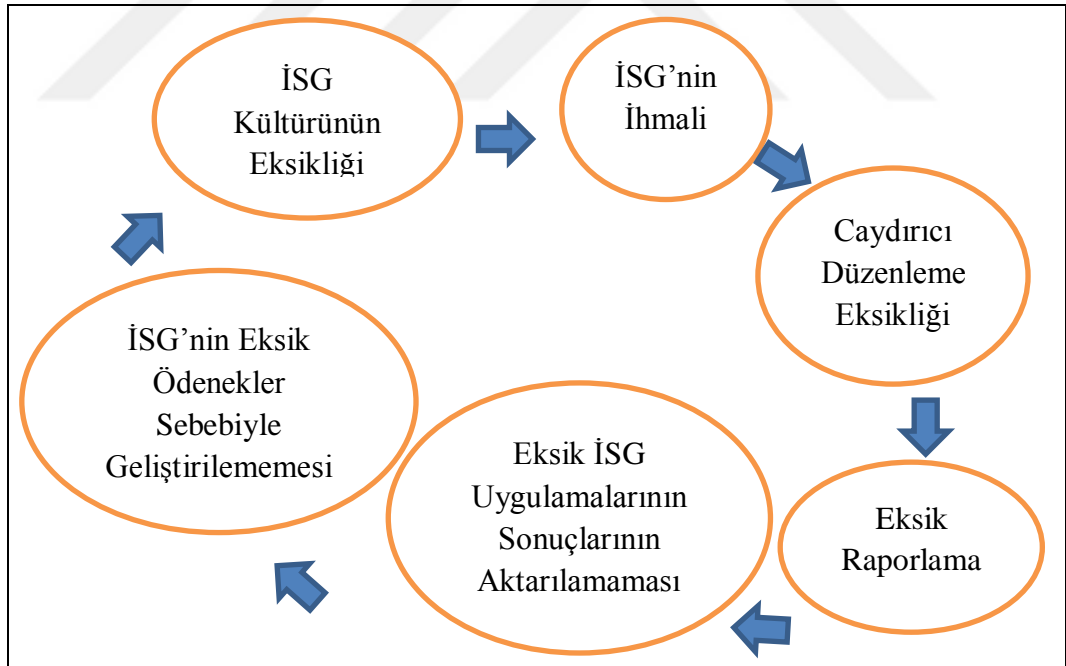 İSG
Kültürünün
Eksikliği
İSG’nin
İhmali
Caydırıcı
Düzenleme
Eksikliği
Eksik
Raporlama
Eksik İSG
Uygulamalarının
Sonuçlarının
Aktarılamaması
İSG’nin Eksik
Ödenekler
Sebebiyle
Geliştirilememesi